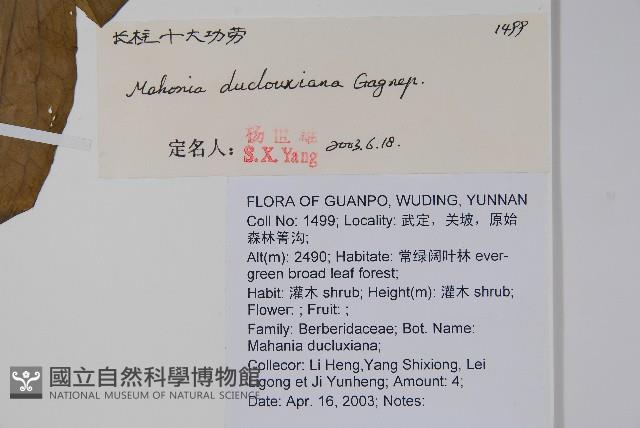 长柱十大功劳 1499
Mahonia duclouxiana Gagnep.
定名人： 杨世雄 S.X.Yang 2003.6.18.
FLORA OF GUANPO, WUDING, YUNNAN
Coll No: 1499; Locality: 武定，关坡，原始
森林箐沟;
Alt(m): 2490; Habitate: 常绿阔叶林 ever-
green broad leaf forest;
Habit: 灌木 shrub; Height(m): 灌木 shrub;
Flower: ; Fruit: ;
Family: Berberidaceae; Bot. Name:
Mahania ducluxiana;
Collecor: Li Heng,Yang Shixiong, Lei
Ligong et Ji Yunheng; Amount: 4;
Date: Apr. 16, 2003; Notes:
國立自然科學博物館
NATIONAL MUSEUM OF NATURAL SCIENCE